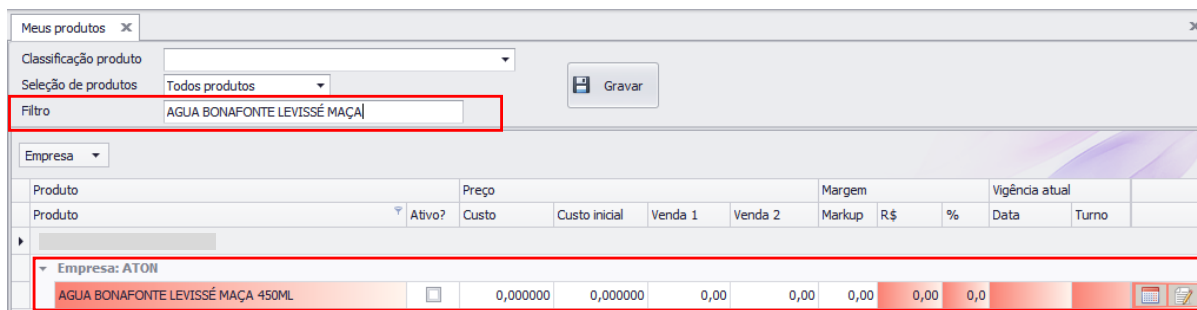 Meus produtos
Classificação produto
Seleção de produtos Todos produtos
Gravar
Filtro AGUA BONAFONTE LEVISSÉ MAÇA
Empresa
Produto Preço Margem Vigência atual
Produto Ativo? Custo Custo inicial Venda 1 Venda 2 Markup R$ % Data Turno
Empresa: ATON
AGUA BONAFONTE LEVISSÉ MAÇA 450ML 0,000000 0,000000 0,00 0,00 0,00 0,00 0,0